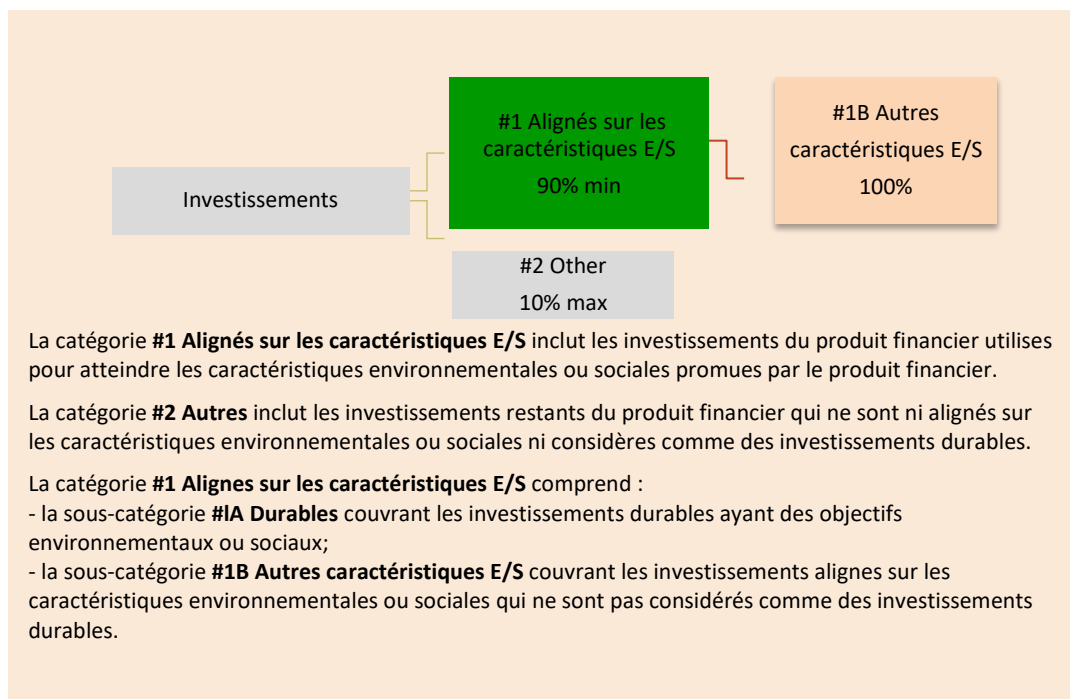 #1 Alignés sur les
caractéristiques E/S
90% min
#1B Autres
caractéristiques E/S
100%
Investissements
#2 Other
10% max
La catégorie #1 Alignés sur les caractéristiques E/S inclut les investissements du produit financier utilises
pour atteindre les caractéristiques environnementales ou sociales promues par le produit financier.
La catégorie #2 Autres inclut les investissements restants du produit financier qui ne sont ni alignés sur
les caractéristiques environnementales ou sociales ni considères comme des investissements durables.
La catégorie #1 Alignes sur les caractéristiques E/S comprend :
- la sous-catégorie #lA Durables couvrant les investissements durables ayant des objectifs
environnementaux ou sociaux;
- la sous-catégorie #1B Autres caractéristiques E/S couvrant les investissements alignes sur les
caractéristiques environnementales ou sociales qui ne sont pas considérés comme des investissements
durables.